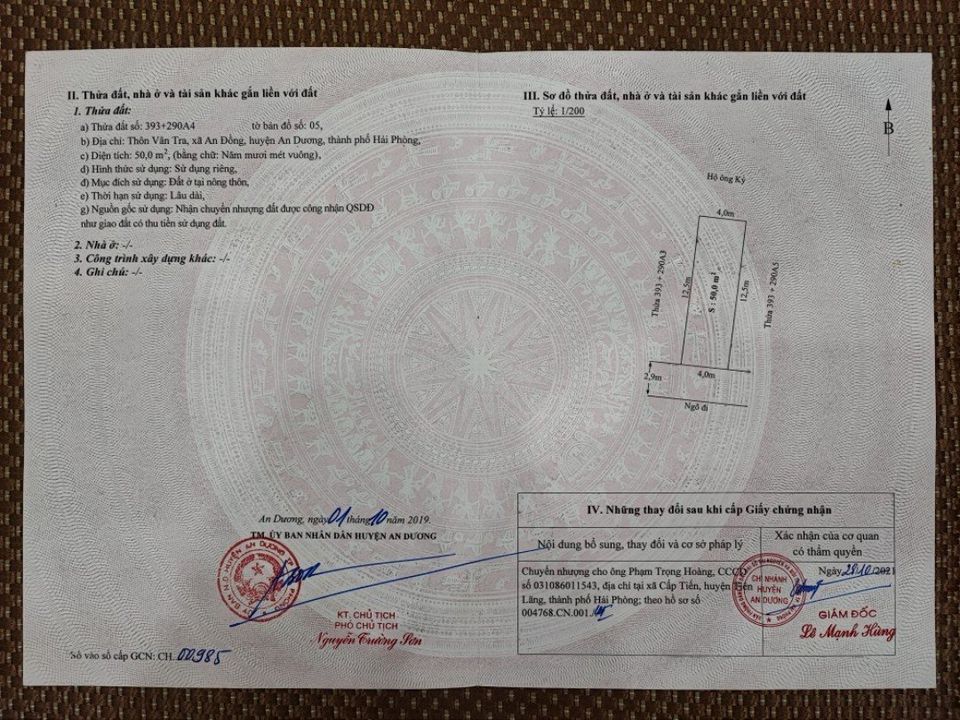 II. Thửa đất, nhà ở và tài sản khác gắn liền với đất
1. Thửa đất:
a) Thửa đất số: 393+290A4 tờ bản đồ số: 05,
b) Địa chỉ: Thôn Văn Tra, xã An Đồng, huyện An Dương, thành phố Hải Phòng,
c) Diện tích: 50,0 m², (bằng chữ: Năm mươi mét vuông),
d) Hình thức sử dụng: Sử dụng riêng,
đ) Mục đích sử dụng: Đất ở tại nông thôn,
e) Thời hạn sử dụng: Lâu dài,
g) Nguồn gốc sử dụng: Nhận chuyển nhượng đất được công nhận QSDĐ
như giao đất có thu tiền sử dụng đất.
2. Nhà ở: -/-
3. Công trình xây dựng khác: -/-
4. Ghi chú: -/-
An Dương, ngày 01 tháng 10 năm 2019.
TM. ỦY BAN NHÂN DÂN HUYỆN AN DƯƠNG
KT. CHỦ TỊCH
PHÓ CHỦ TỊCH
Nguyễn Trường Sơn
Số vào sổ cấp GCN: CH 00985
III. Sơ đồ thửa đất, nhà ở và tài sản khác gắn liền với đất
Tỷ lệ: 1/200
B
Hộ ông Ký
4,0m
Thửa 393 + 290A3
12,5m
S : 50,0 m²
12,5m
Thửa 393 + 290A5
2,9m
4,0m
Ngõ đi
IV. Những thay đổi sau khi cấp Giấy chứng nhận
Nội dung bổ sung, thay đổi và cơ sở pháp lý
Xác nhận của cơ quan
có thẩm quyền
Chuyển nhượng cho ông Phạm Trọng Hoàng, CCCD
số 031086011543, địa chỉ tại xã Cấp Tiến, huyện Tiên
Lãng, thành phố Hải Phòng; theo hồ sơ số
004768.CN.001
Ngày 28/10/2021
CHI NHÁNH
HUYỆN
AN DƯƠNG
GIÁM ĐỐC
Lê Mạnh Hùng